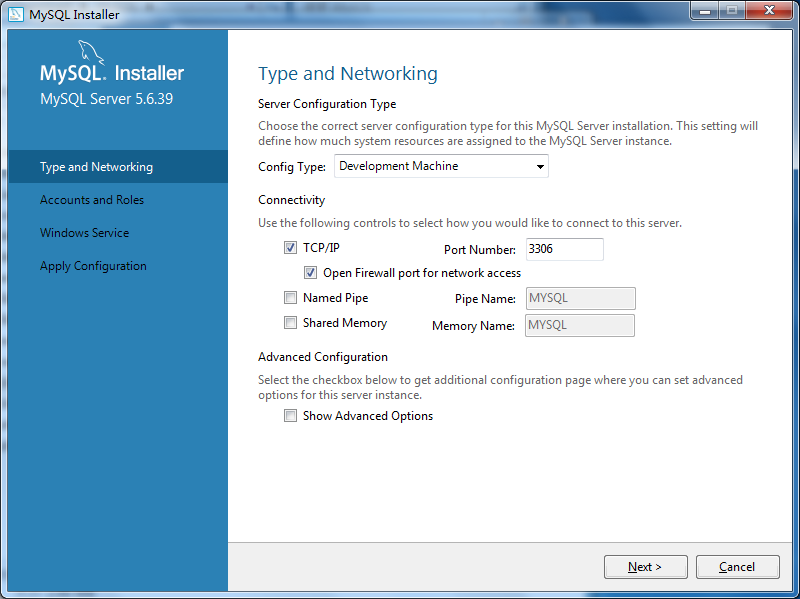 MySQL Installer
MySQL. Installer
MySQL Server 5.6.39
Type and Networking
Accounts and Roles
Windows Service
Apply Configuration
Type and Networking
Server Configuration Type
Choose the correct server configuration type for this MySQL Server installation. This setting will
define how much system resources are assigned to the MySQL Server instance.
Config Type: Development Machine
Connectivity
Use the following controls to select how you would like to connect to this server.
TCP/IP Port Number: 3306
Open Firewall port for network access
Named Pipe Pipe Name: MYSQL
Shared Memory Memory Name: MYSQL
Advanced Configuration
Select the checkbox below to get additional configuration page where you can set advanced
options for this server instance.
Show Advanced Options
Next > Cancel